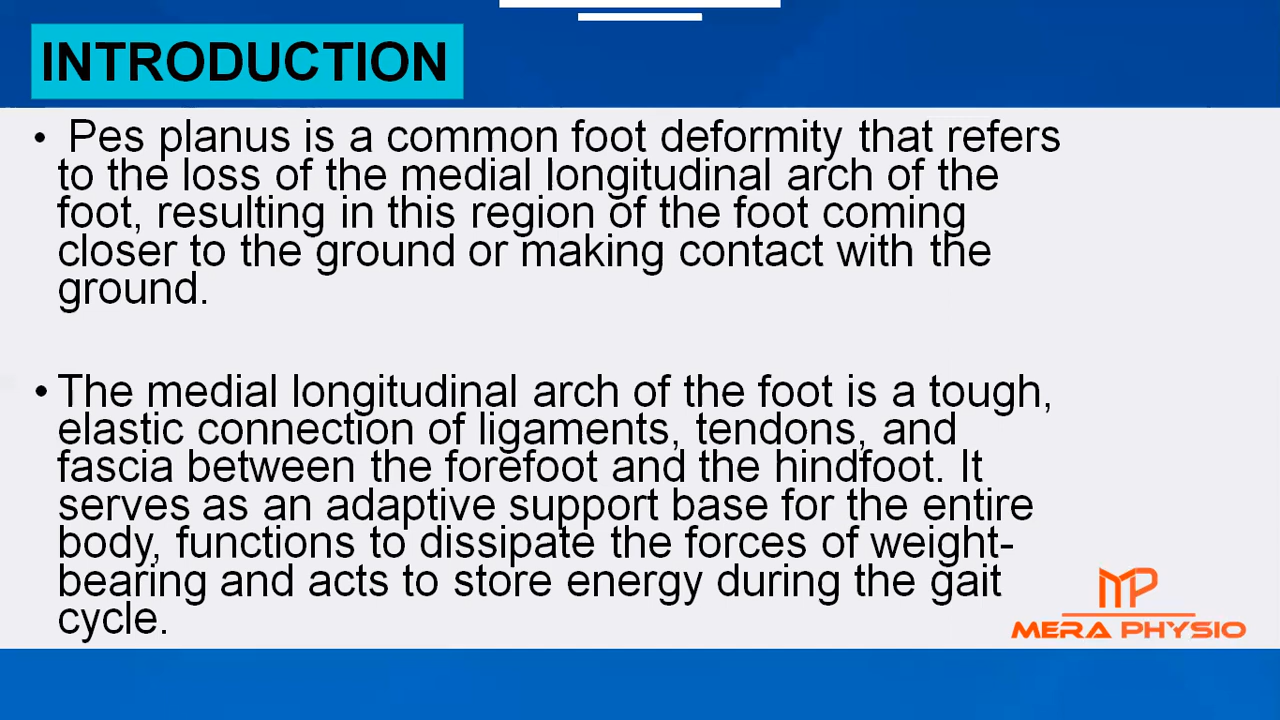 INTRODUCTION
• Pes planus is a common foot deformity that refers
to the loss of the medial longitudinal arch of the
foot, resulting in this region of the foot coming
closer to the ground or making contact with the
ground.
• The medial longitudinal arch of the foot is a tough,
elastic connection of ligaments, tendons, and
fascia between the forefoot and the hindfoot. It
serves as an adaptive support base for the entire
body, functions to dissipate the forces of weight-
bearing and acts to store energy during the gait
cycle.
MP
MERA PHYSIO